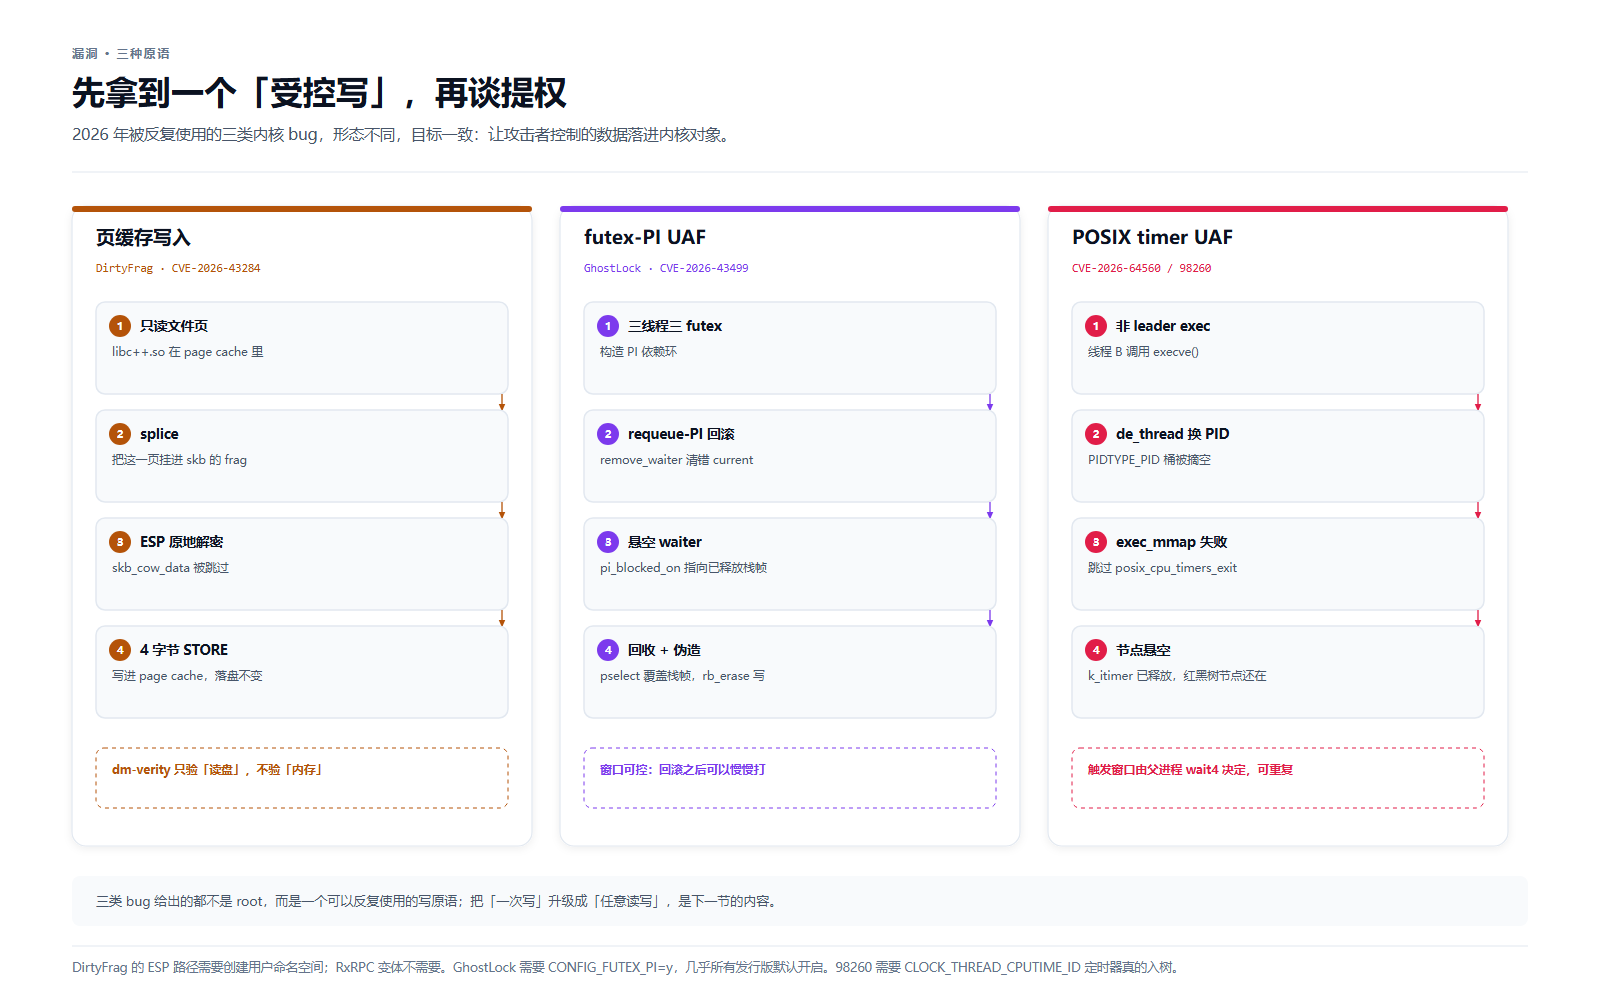 漏洞 · 三种原语
先拿到一个「受控写」，再谈提权
2026 年被反复使用的三类内核 bug，形态不同，目标一致：让攻击者控制的数据落进内核对象。
页缓存写入
DirtyFrag · CVE-2026-43284
1 只读文件页
libc++.so 在 page cache 里
2 splice
把这一页挂进 skb 的 frag
3 ESP 原地解密
skb_cow_data 被跳过
4 4 字节 STORE
写进 page cache，落盘不变
dm-verity 只验「读盘」，不验「内存」
futex-PI UAF
GhostLock · CVE-2026-43499
1 三线程三 futex
构造 PI 依赖环
2 requeue-PI 回滚
remove_waiter 清错 current
3 悬空 waiter
pi_blocked_on 指向已释放栈帧
4 回收 + 伪造
pselect 覆盖栈帧，rb_erase 写
窗口可控：回滚之后可以慢慢打
POSIX timer UAF
CVE-2026-64560 / 98260
1 非 leader exec
线程 B 调用 execve()
2 de_thread 换 PID
PIDTYPE_PID 桶被摘空
3 exec_mmap 失败
跳过 posix_cpu_timers_exit
4 节点悬空
k_itimer 已释放，红黑树节点还在
触发窗口由父进程 wait4 决定，可重复
三类 bug 给出的都不是 root，而是一个可以反复使用的写原语；把「一次写」升级成「任意读写」，是下一节的内容。
DirtyFrag 的 ESP 路径需要创建用户命名空间；RxRPC 变体不需要。GhostLock 需要 CONFIG_FUTEX_PI=y，几乎所有发行版默认开启。98260 需要 CLOCK_THREAD_CPUTIME_ID 定时器真的入树。